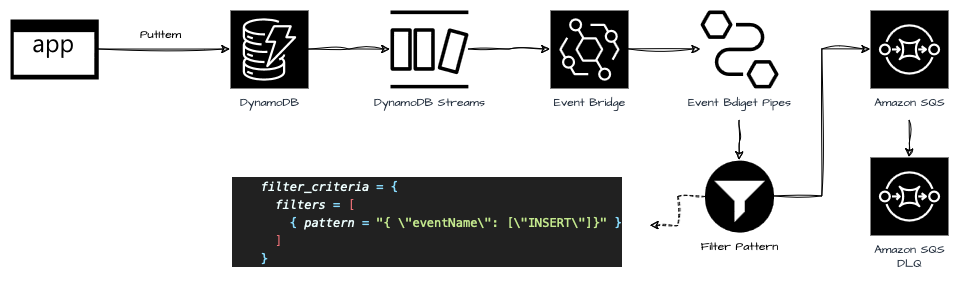 app
PutItem
DynamoDB
DynamoDB Streams
Event Bridge
Event Bdiget Pipes
Amazon SQS
filter_criteria = {
filters = [
{ pattern = "{ \"eventName\": [\"INSERT\"]}" }
]
}
Filter Pattern
Amazon SQS
DLQ